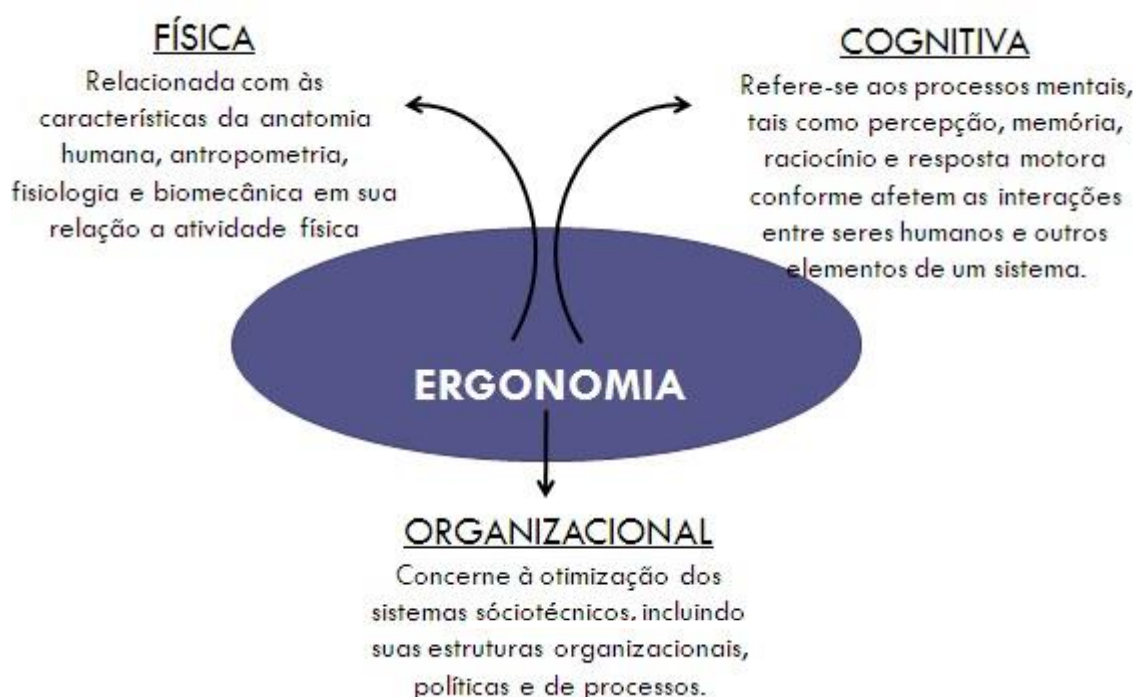 FÍSICA
Relacionada com às
características da anatomia
humana, antropometria,
fisiologia e biomecânica em sua
relação a atividade física
COGNITIVA
Refere-se aos processos mentais,
tais como percepção, memória,
raciocínio e resposta motora
conforme afetem as interações
entre seres humanos e outros
elementos de um sistema.
ERGONOMIA
ORGANIZACIONAL
Concerne à otimização dos
sistemas sóciotécnicos, incluindo
suas estruturas organizacionais,
políticas e de processos.